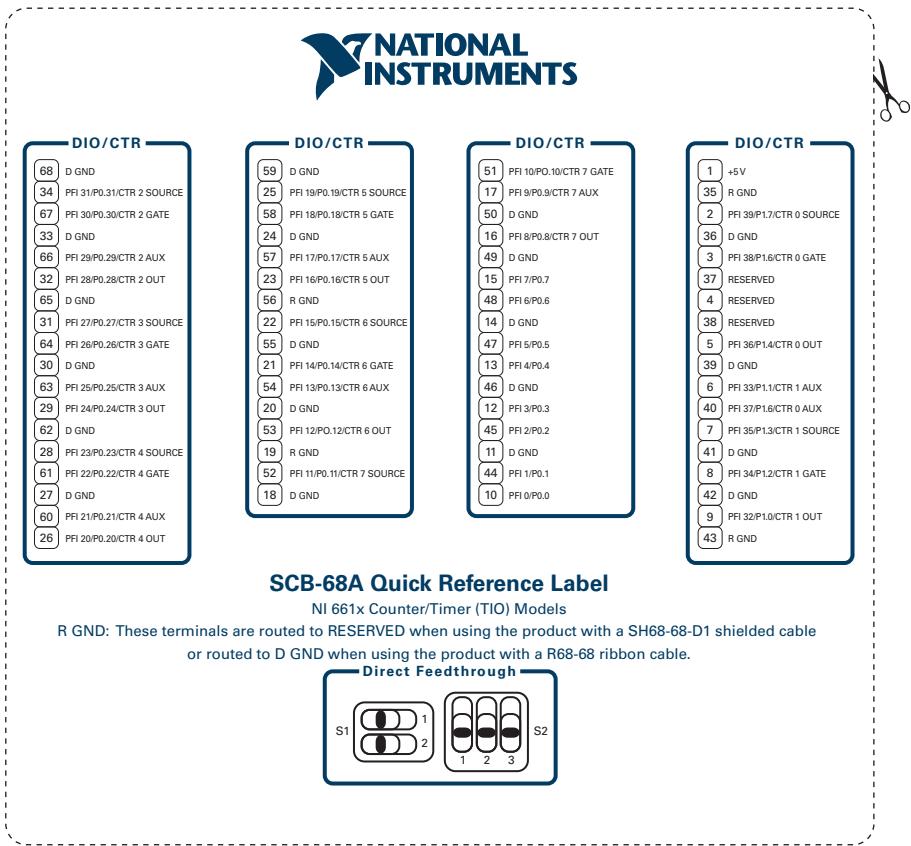 NATIONAL
INSTRUMENTS
DIO/CTR
68 D GND
34 PFI 31/P0.31/CTR 2 SOURCE
67 PFI 30/P0.30/CTR 2 GATE
33 D GND
66 PFI 29/P0.29/CTR 2 AUX
32 PFI 28/P0.28/CTR 2 OUT
65 D GND
31 PFI 27/P0.27/CTR 3 SOURCE
64 PFI 26/P0.26/CTR 3 GATE
30 D GND
63 PFI 25/P0.25/CTR 3 AUX
29 PFI 24/P0.24/CTR 3 OUT
62 D GND
28 PFI 23/P0.23/CTR 4 SOURCE
61 PFI 22/P0.22/CTR 4 GATE
27 D GND
60 PFI 21/P0.21/CTR 4 AUX
26 PFI 20/P0.20/CTR 4 OUT
DIO/CTR
59 D GND
25 PFI 19/P0.19/CTR 5 SOURCE
58 PFI 18/P0.18/CTR 5 GATE
24 D GND
57 PFI 17/P0.17/CTR 5 AUX
23 PFI 16/P0.16/CTR 5 OUT
56 R GND
22 PFI 15/P0.15/CTR 6 SOURCE
55 D GND
21 PFI 14/P0.14/CTR 6 GATE
54 PFI 13/P0.13/CTR 6 AUX
20 D GND
53 PFI 12/PO.12/CTR 6 OUT
19 R GND
52 PFI 11/P0.11/CTR 7 SOURCE
18 D GND
DIO/CTR
51 PFI 10/PO.10/CTR 7 GATE
17 PFI 9/P0.9/CTR 7 AUX
50 D GND
16 PFI 8/P0.8/CTR 7 OUT
49 D GND
15 PFI 7/P0.7
48 PFI 6/P0.6
14 D GND
47 PFI 5/P0.5
13 PFI 4/P0.4
46 D GND
12 PFI 3/P0.3
45 PFI 2/P0.2
11 D GND
44 PFI 1/P0.1
10 PFI 0/P0.0
DIO/CTR
1 +5 V
35 R GND
2 PFI 39/P1.7/CTR 0 SOURCE
36 D GND
3 PFI 38/P1.6/CTR 0 GATE
37 RESERVED
4 RESERVED
38 RESERVED
5 PFI 36/P1.4/CTR 0 OUT
39 D GND
6 PFI 33/P1.1/CTR 1 AUX
40 PFI 37/P1.6/CTR 0 AUX
7 PFI 35/P1.3/CTR 1 SOURCE
41 D GND
8 PFI 34/P1.2/CTR 1 GATE
42 D GND
9 PFI 32/P1.0/CTR 1 OUT
43 R GND
SCB-68A Quick Reference Label
NI 661x Counter/Timer (TIO) Models
R GND: These terminals are routed to RESERVED when using the product with a SH68-68-D1 shielded cable
or routed to D GND when using the product with a R68-68 ribbon cable.
Direct Feedthrough
S1 1
2
S2
1 2 3